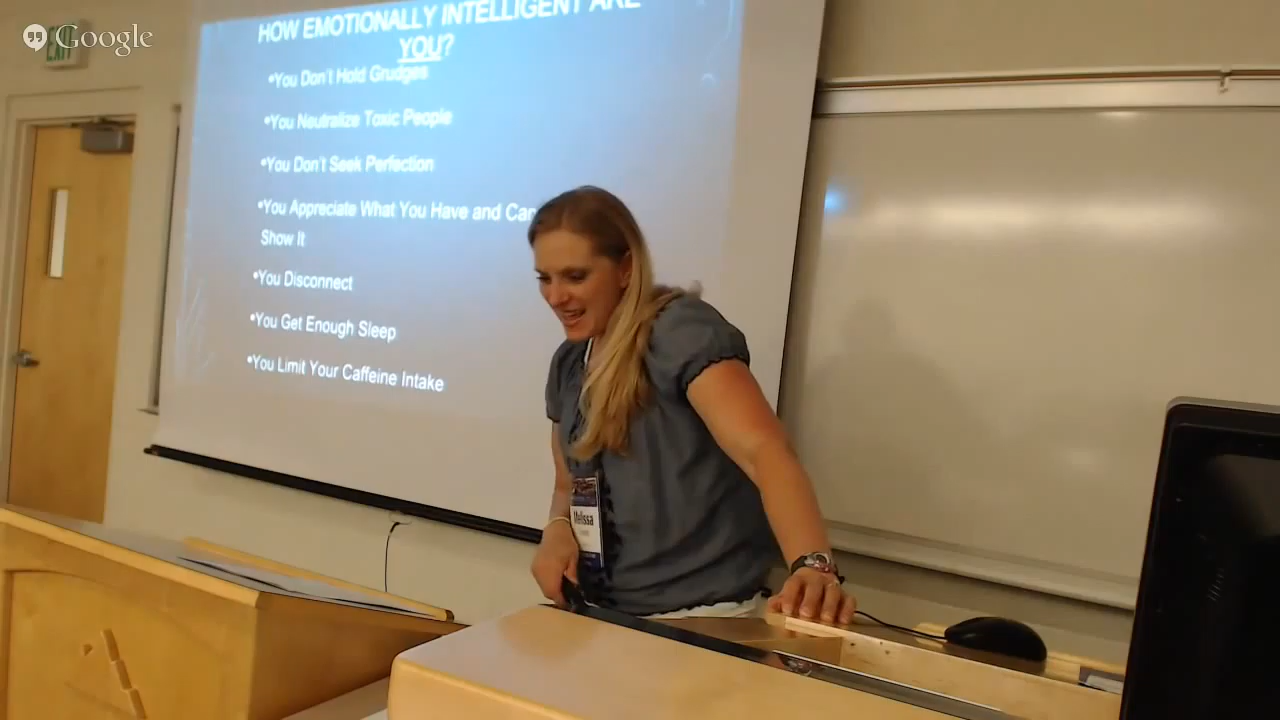 Google
EXIT
HOW EMOTIONALLY INTELLIGENT ARE
YOU?
•You Don't Hold Grudges
•You Neutralize Toxic People
•You Don't Seek Perfection
•You Appreciate What You Have and Can
Show It
•You Disconnect
•You Get Enough Sleep
•You Limit Your Caffeine Intake
Melissa